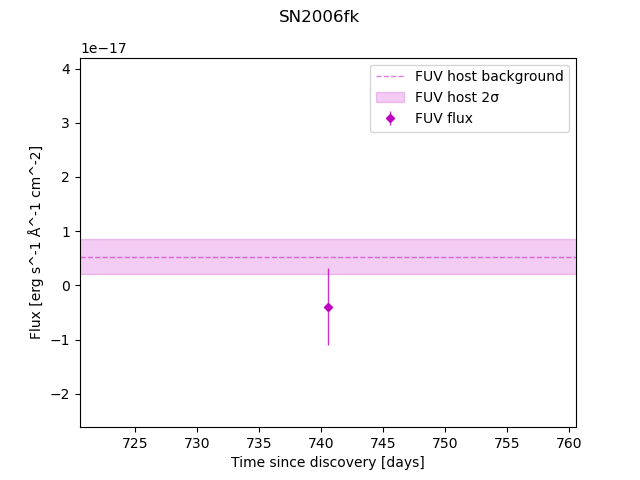 SN2006fk
1e−17
FUV host background
FUV host 2σ
FUV flux
4
3
2
1
0
−1
−2
Flux [erg s^-1 Å^-1 cm^-2]
725 730 735 740 745 750 755 760
Time since discovery [days]